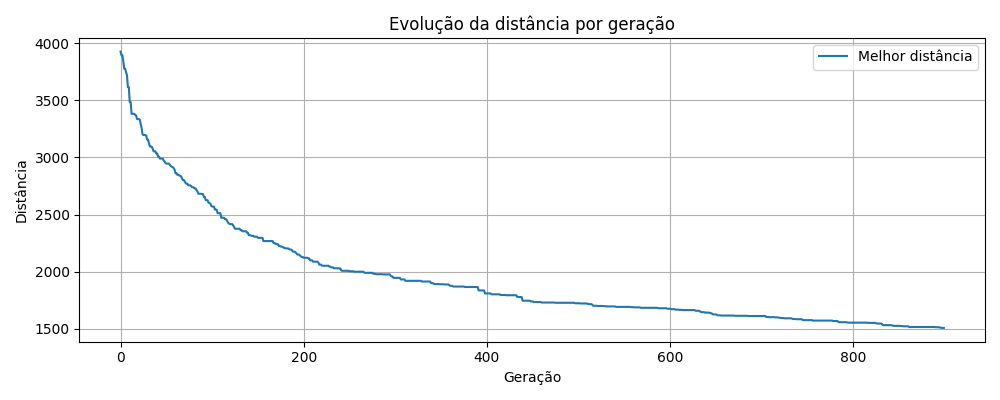 Evolução da distância por geração
Melhor distância
Distância
4000
3500
3000
2500
2000
1500
0 200 400 600 800
Geração